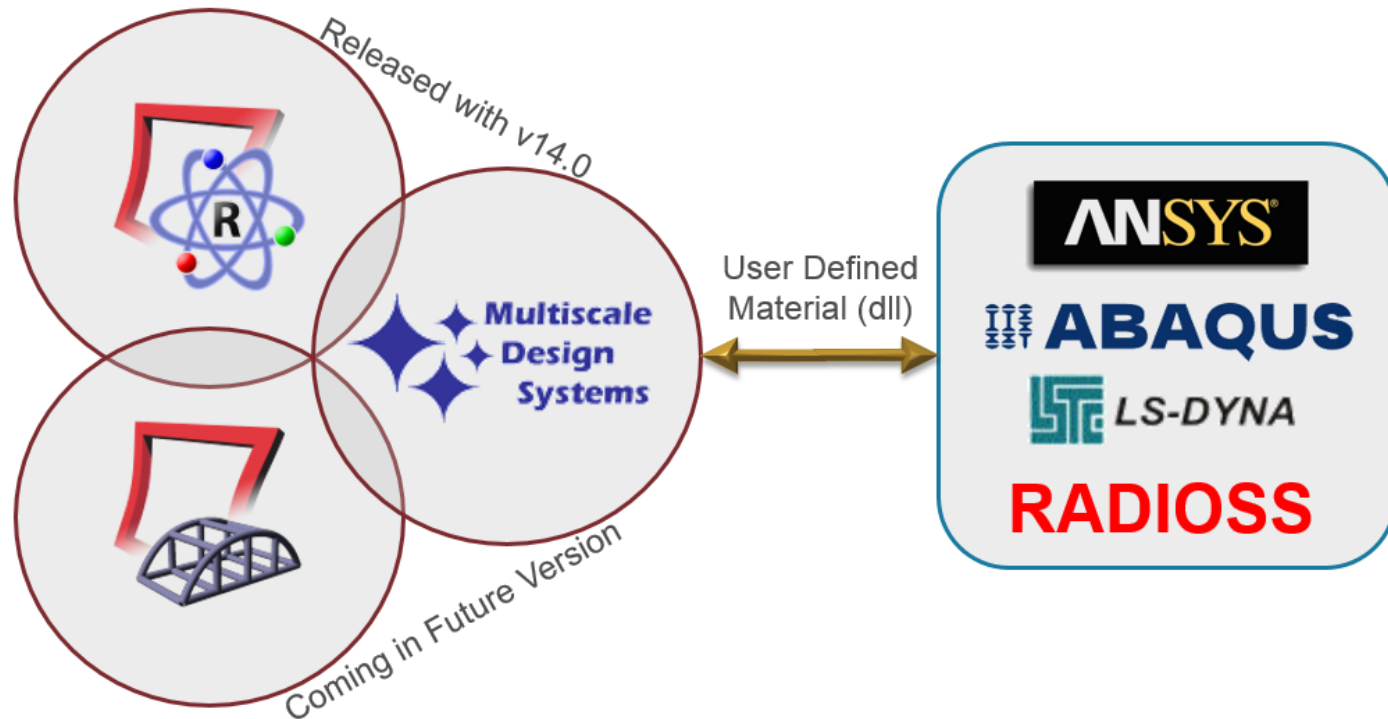 Released with v14.0
R
Multiscale
Design
Systems
Coming in Future Version
User Defined
Material (dll)
ANSYS®
ABAQUS
LSTC LS-DYNA
RADIOSS